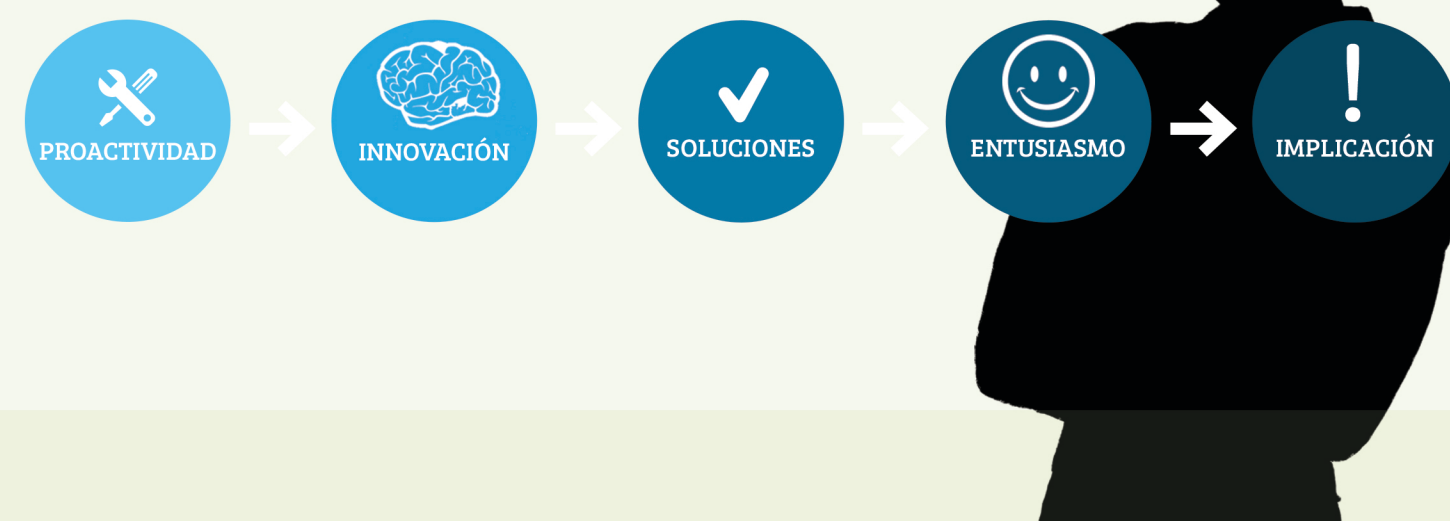 PROACTIVIDAD
INNOVACIÓN
SOLUCIONES
ENTUSIASMO
IMPLICACIÓN